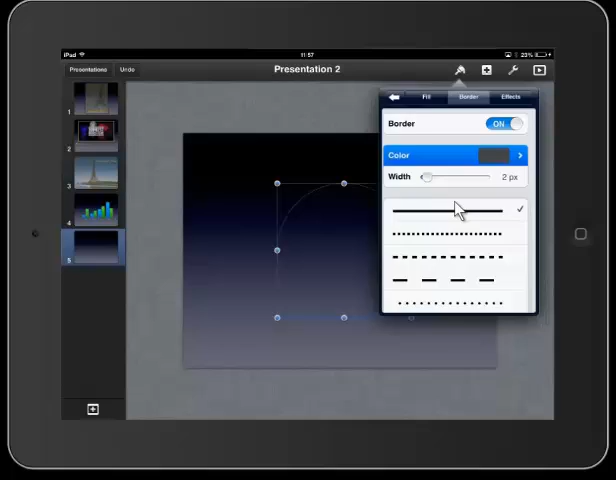 iPad
11:57
23%
Presentations
Undo
Presentation 2
1
2
3
4
5
Fill
Border
Effects
Border
ON
Color
Width
2 px